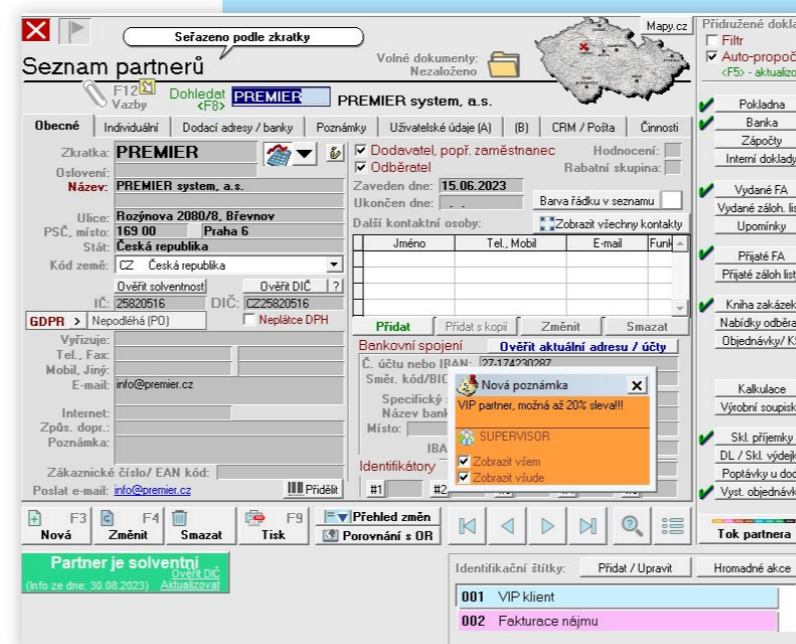 Seřazeno podle zkratky
Mapy.cz
Seznam partnerů
Volné dokumenty:
Nezaloženo
F12
Vazby
Dohledat
<F8>
PREMIER
PREMIER system, a.s.
Obecné
Individuální
Dodací adresy / banky
Poznámky
Uživatelské údaje (A)
(B)
CRM / Pošta
Činnosti
Zkratka: PREMIER
Oslovení:
Název: PREMIER system, a.s.
Ulice: Rozýnova 2080/8, Břevnov
PSČ, místo: 169 00 Praha 6
Stát: Česká republika
Kód země: CZ Česká republika
Ověřit solventnost
Ověřit DIČ
?
IČ: 25820516 DIČ: CZ25820516
GDPR > Nepodléhá (PO)
Neplátce DPH
Vyřizuje:
Tel., Fax:
Mobil, Jiný:
E-mail: info@premier.cz
Internet:
Způs. dopr.:
Poznámka:
Zákaznické číslo/ EAN kód:
Poslat e-mail: info@premier.cz
Přidělit
Dodavatel, popř. zaměstnanec
Hodnocení:
Odběratel
Rabatní skupina:
Zaveden dne: 15.06.2023
Ukončen dne: . .
Barva řádku v seznamu
Další kontaktní osoby:
Zobrazit všechny kontakty
Jméno
Tel., Mobil
E-mail
Funk
Přidat
Přidat s kopií
Změnit
Smazat
Bankovní spojení
Ověřit aktuální adresu / účty
Č. účtu nebo IBAN: 27-174230287
Směr. kód/BIC
Specifický
Název bank
Místo:
IBA
Identifikátory
#1
#2
Nová poznámka
x
VIP partner, možná až 20% sleva!!!
SUPERVISOR
Zobrazit všem
Zobrazit všude
F3
Nová
F4
Změnit
Smazat
F9
Tisk
Přehled změn
Porovnání s OR
Partner je solventní
Ověřit DIČ
(Info ze dne: 30.08.2023) Aktualizovat
Identifikační štítky:
Přidat / Upravit
Hromadné akce
001 VIP klient
002 Fakturace nájmu
Přidružené dokla
Filtr
Auto-propoč
<F5> - aktualizo
Pokladna
Banka
Zápočty
Interní doklady
Vydané FA
Vydané záloh. lis
Upomínky
Přijaté FA
Přijaté záloh list
Kniha zakázek
Nabídky odběra
Objednávky/ K
Kalkulace
Výrobní soupisk
Skl. příjemky
DL / Skl. výdejk
Poptávky u dod
Vyst. objednávk
Tok partnera